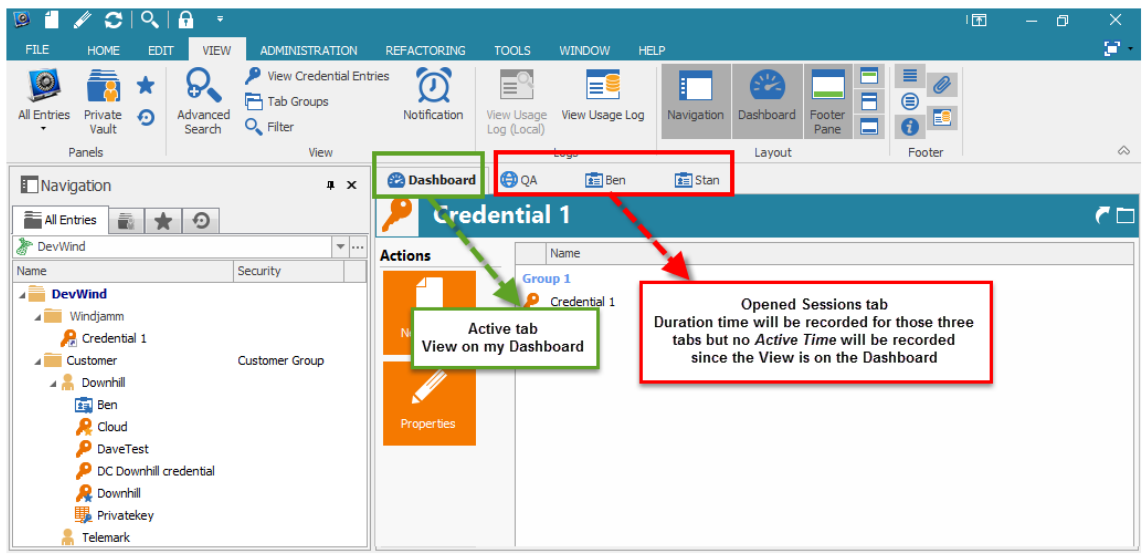 FILE HOME EDIT VIEW ADMINISTRATION REFACTORING TOOLS WINDOW HELP
All Entries
Private Vault
Advanced Search
View Credential Entries
Tab Groups
Filter
Notification
View Usage Log (Local)
View Usage Log
Navigation
Dashboard
Footer Pane
Panels
View
Logs
Layout
Footer
Navigation
All Entries
DevWind
Name Security
DevWind
Windjamm
Credential 1
Customer Customer Group
Downhill
Ben
Cloud
DaveTest
DC Downhill credential
Downhill
Privatekey
Telemark
Dashboard QA Ben Stan
Credential 1
Actions
Name
Group 1
Credential 1
Properties
Active tab
View on my Dashboard
Opened Sessions tab
Duration time will be recorded for those three
tabs but no Active Time will be recorded
since the View is on the Dashboard